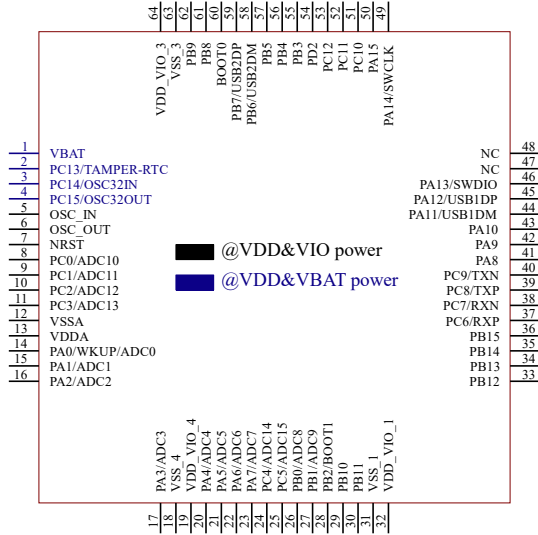 64
63
62
61
60
59
58
57
56
55
54
53
52
51
50
49
VDD_VIO_3
VSS_3
PB9
PB8
BOOT0
PB7/USB2DP
PB6/USB2DM
PB5
PB4
PB3
PD2
PC12
PC11
PC10
PA15
PA14/SWCLK
1 VBAT
2 PC13/TAMPER-RTC
3 PC14/OSC32IN
4 PC15/OSC32OUT
5 OSC_IN
6 OSC_OUT
7 NRST
8 PC0/ADC10
9 PC1/ADC11
10 PC2/ADC12
11 PC3/ADC13
12 VSSA
13 VDDA
14 PA0/WKUP/ADC0
15 PA1/ADC1
16 PA2/ADC2
@VDD&VIO power
@VDD&VBAT power
NC 48
NC 47
PA13/SWDIO 46
PA12/USB1DP 45
PA11/USB1DM 44
PA10 43
PA9 42
PA8 41
PC9/TXN 40
PC8/TXP 39
PC7/RXN 38
PC6/RXP 37
PB15 36
PB14 35
PB13 34
PB12 33
PA3/ADC3
VSS_4
VDD_VIO_4
PA4/ADC4
PA5/ADC5
PA6/ADC6
PA7/ADC7
PC4/ADC14
PC5/ADC15
PB0/ADC8
PB1/ADC9
PB2/BOOT1
PB10
PB11
VSS_1
VDD_VIO_1
17
18
19
20
21
22
23
24
25
26
27
28
29
30
31
32